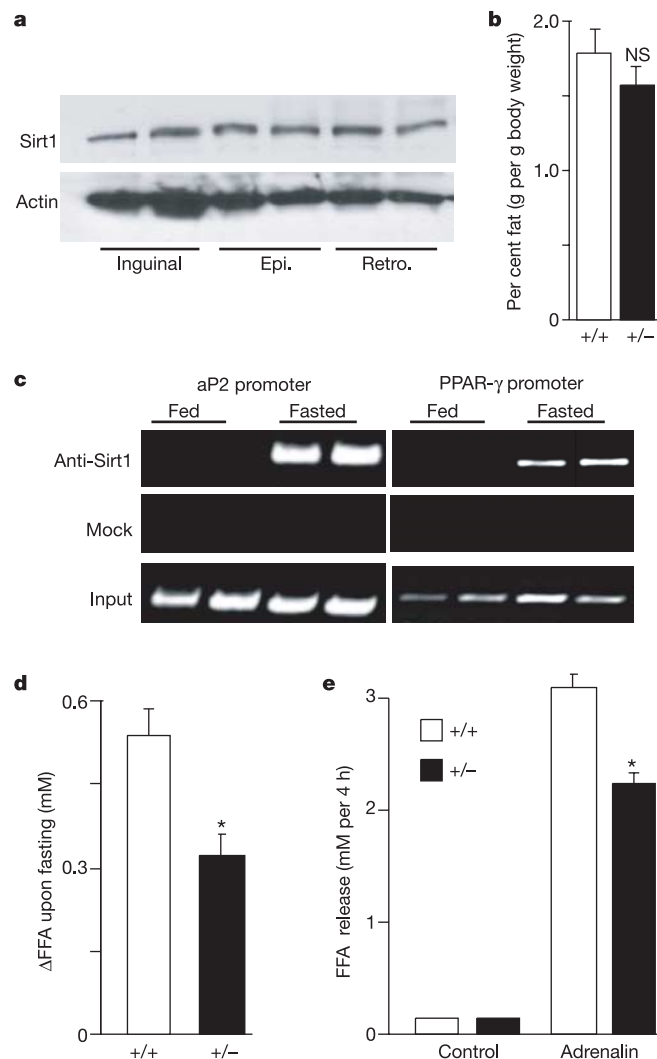 a
Sirt1
Actin
Inguinal Epi. Retro.
b
Per cent fat (g per g body weight)
2.0
1.0
0
NS
+/+ +/−
c
aP2 promoter PPAR-γ promoter
Fed Fasted Fed Fasted
Anti-Sirt1
Mock
Input
d
ΔFFA upon fasting (mM)
0.6
0.3
0
*
+/+ +/−
e
FFA release (mM per 4 h)
3
2
1
0
+/+
+/−
*
Control Adrenalin